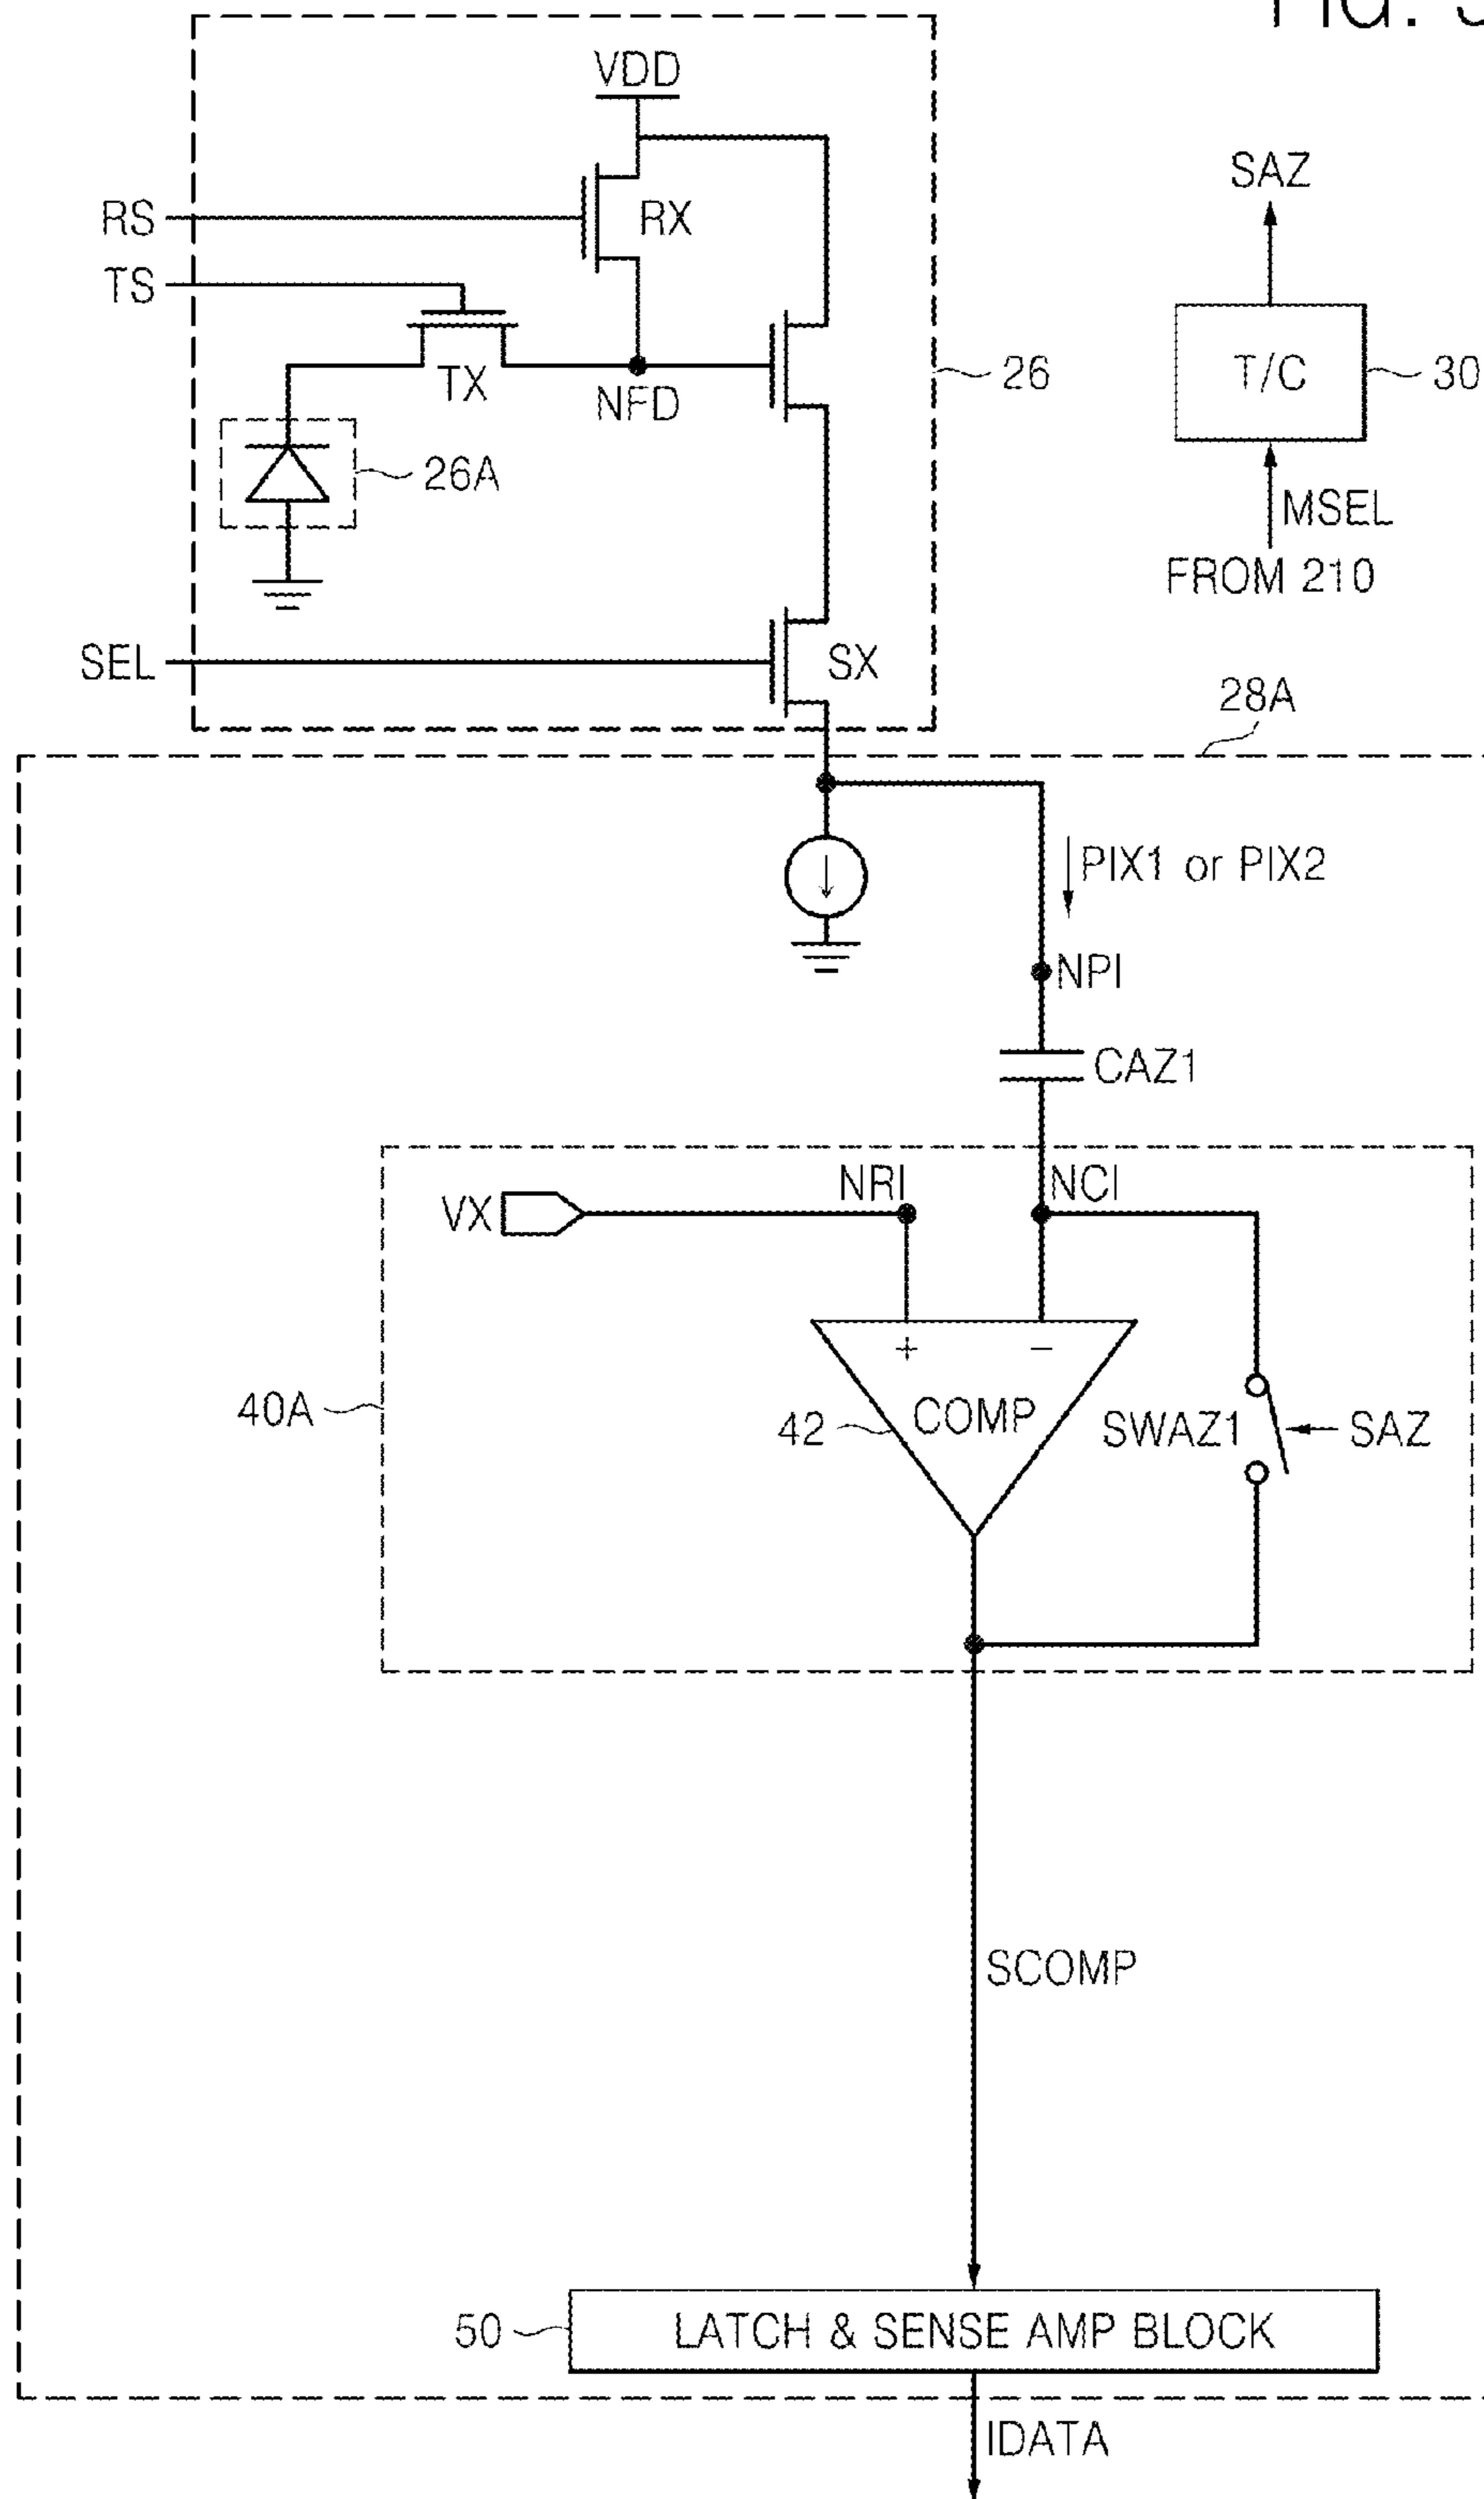 FIG.
VDD
SAZ
RS
RX
TS
T/C
30
TX
NFD
26
26A
MSEL
FROM 210
SEL
SX
28A
PIX1 or PIX2
NPI
CAZ1
VX
NRI
NCI
+
−
40A
42
COMP
SWAZ1
SAZ
SCOMP
50
LATCH & SENSE AMP BLOCK
IDATA